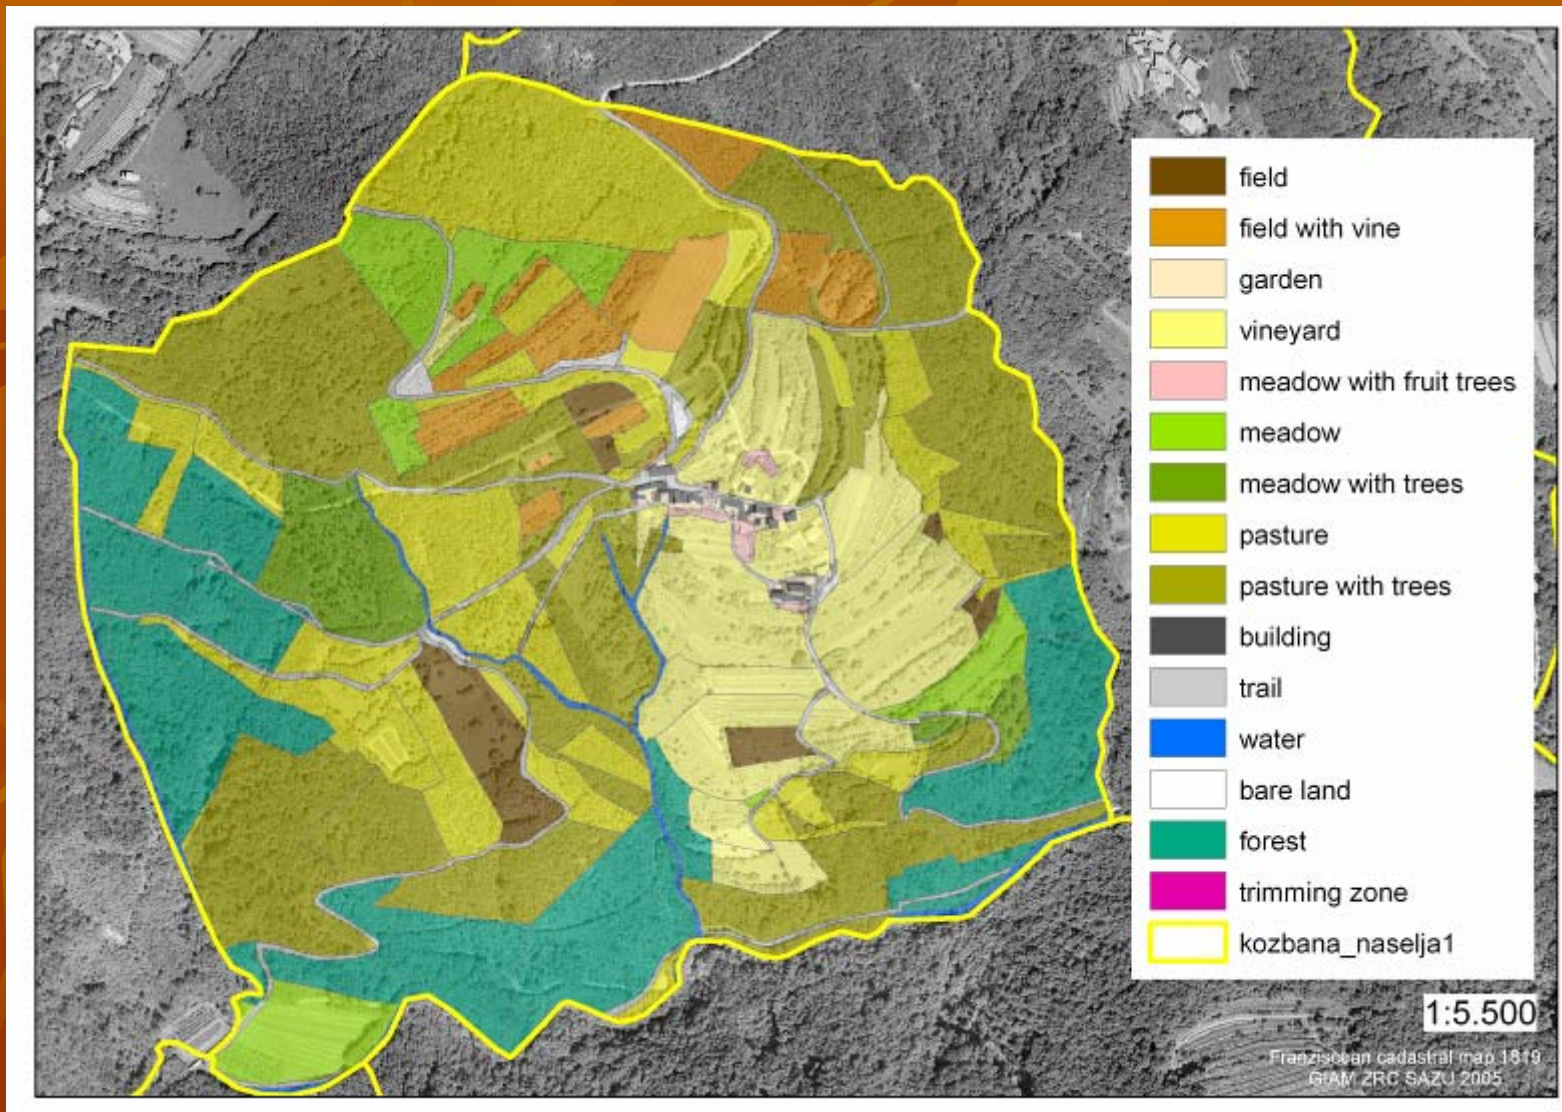 field
field with vine
garden
vineyard
meadow with fruit trees
meadow
meadow with trees
pasture
pasture with trees
building
trail
water
bare land
forest
trimming zone
kozbana_naselja1
1:5.500
Franziscean cadastral map 1819
GIAM ZRC SAZU 2005